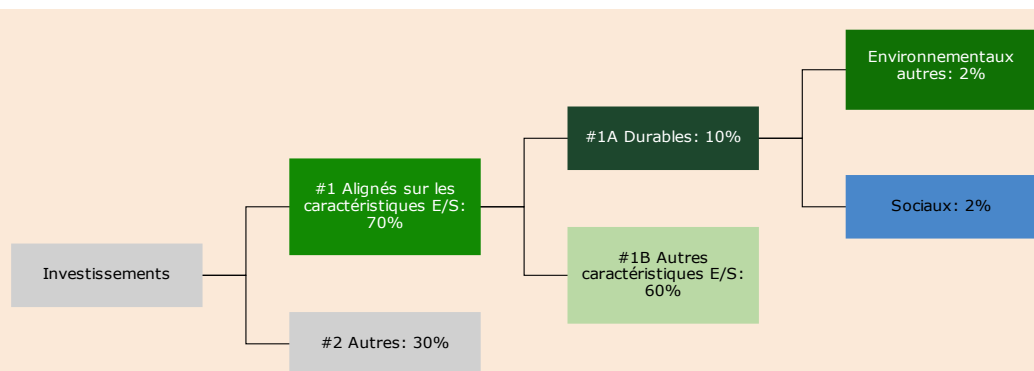 Investissements
#1 Alignés sur les
caractéristiques E/S:
70%
#2 Autres: 30%
#1A Durables: 10%
#1B Autres
caractéristiques E/S:
60%
Environnementaux
autres: 2%
Sociaux: 2%